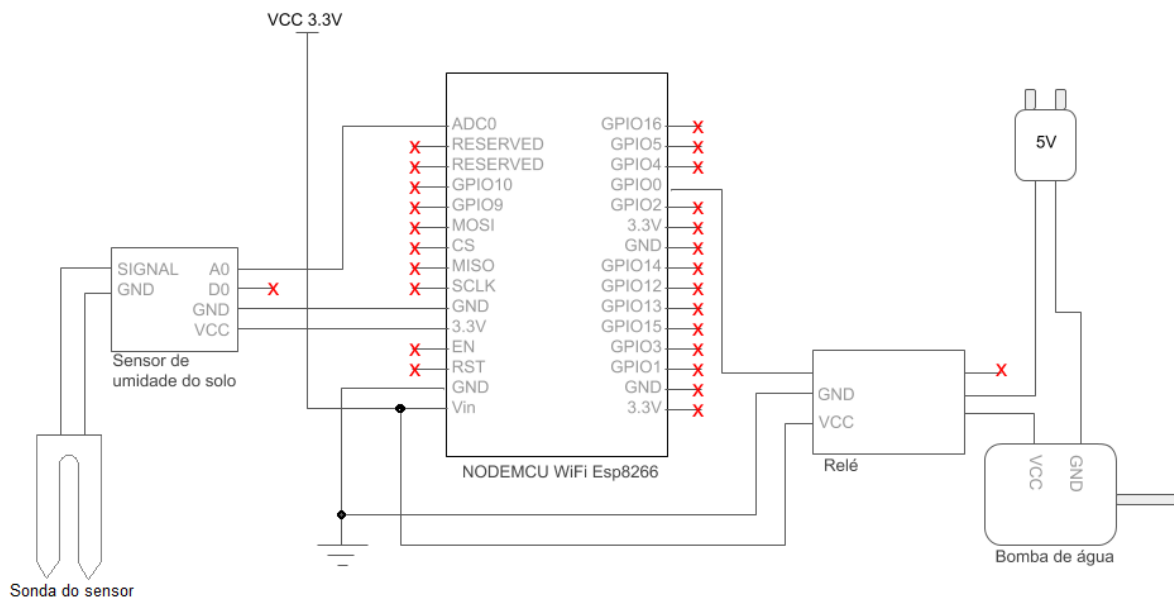 VCC 3.3V
ADC0
RESERVED
RESERVED
GPIO10
GPIO9
MOSI
CS
MISO
SCLK
GND
3.3V
EN
RST
GND
Vin
GPIO16
GPIO5
GPIO4
GPIO0
GPIO2
3.3V
GND
GPIO14
GPIO12
GPIO13
GPIO15
GPIO3
GPIO1
GND
3.3V
NODEMCU WiFi Esp8266
SIGNAL
GND
A0
D0
GND
VCC
Sensor de
umidade do solo
Sonda do sensor
5V
GND
VCC
Relé
VCC
GND
Bomba de água